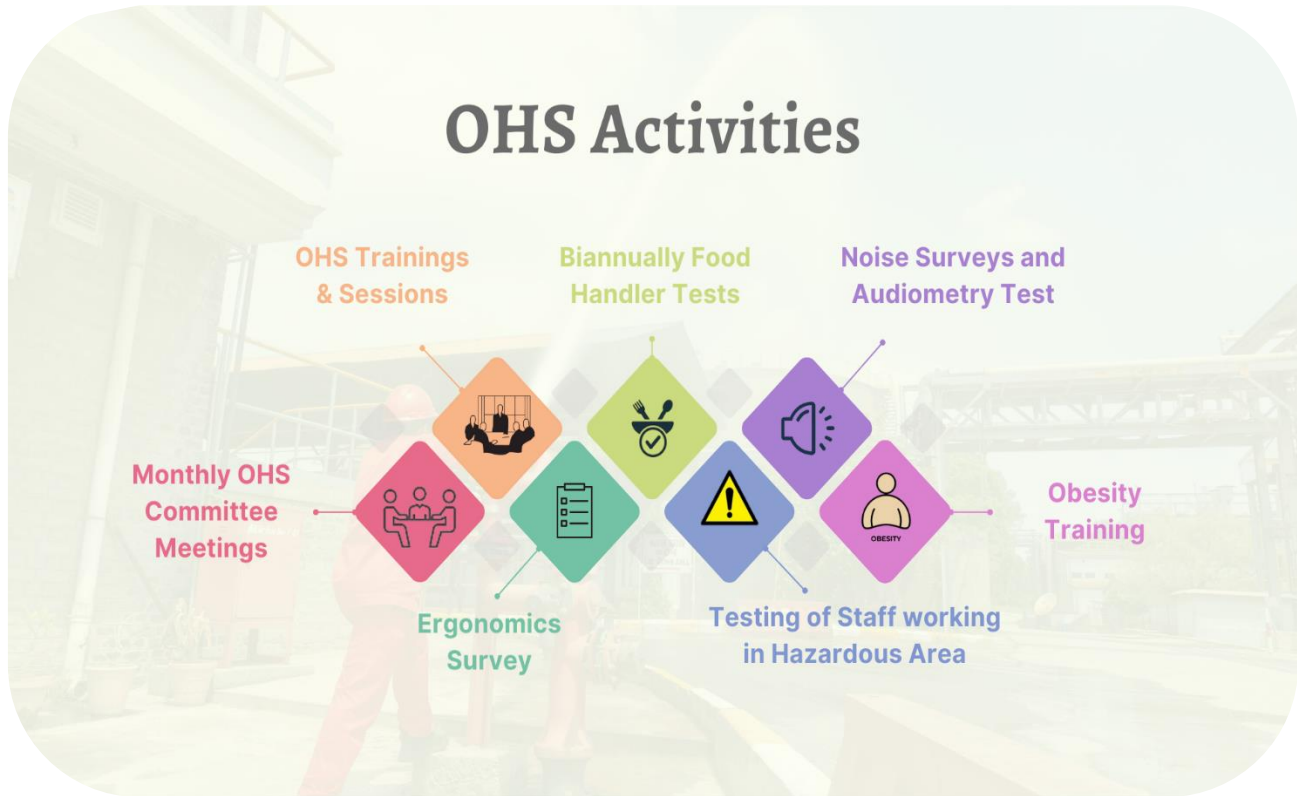 OHS Activities
OHS Trainings
& Sessions
Biannually Food
Handler Tests
Noise Surveys and
Audiometry Test
Monthly OHS
Committee
Meetings
OBESITY
Obesity
Training
Ergonomics
Survey
Testing of Staff working
in Hazardous Area